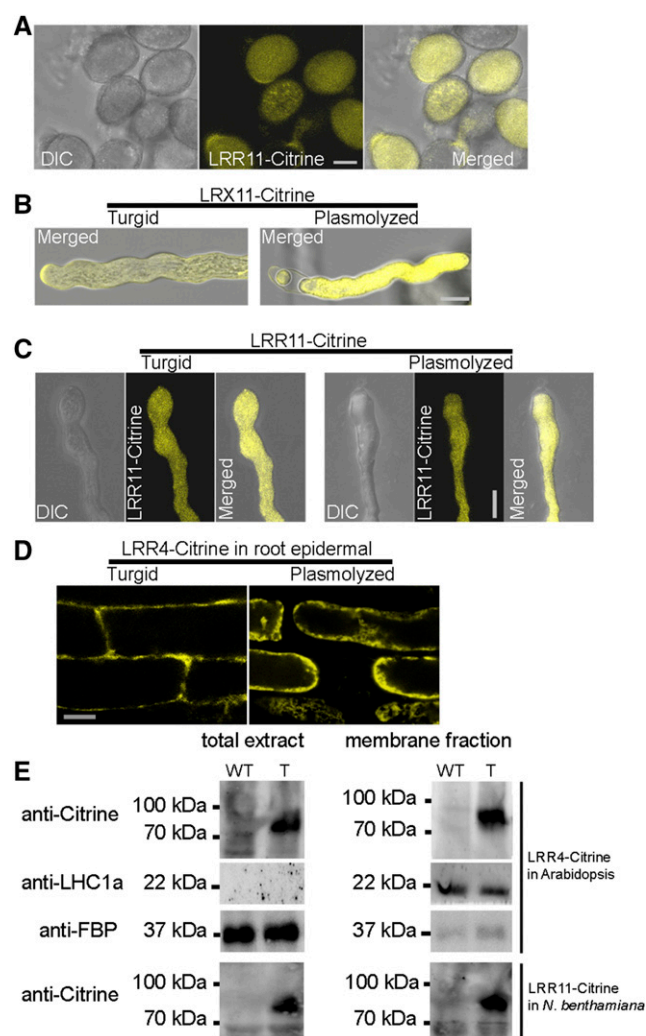 A
DIC
LRR11-Citrine
Merged
B
LRX11-Citrine
Turgid
Plasmolyzed
Merged
Merged
C
LRR11-Citrine
Turgid
Plasmolyzed
DIC
LRR11-Citrine
Merged
DIC
LRR11-Citrine
Merged
D
LRR4-Citrine in root epidermal
Turgid
Plasmolyzed
total extract
membrane fraction
E
WT T
WT T
anti-Citrine
100 kDa
70 kDa
100 kDa
70 kDa
anti-LHC1a
22 kDa
22 kDa
anti-FBP
37 kDa
37 kDa
LRR4-Citrine
in Arabidopsis
anti-Citrine
100 kDa
70 kDa
100 kDa
70 kDa
LRR11-Citrine
in N. benthamiana